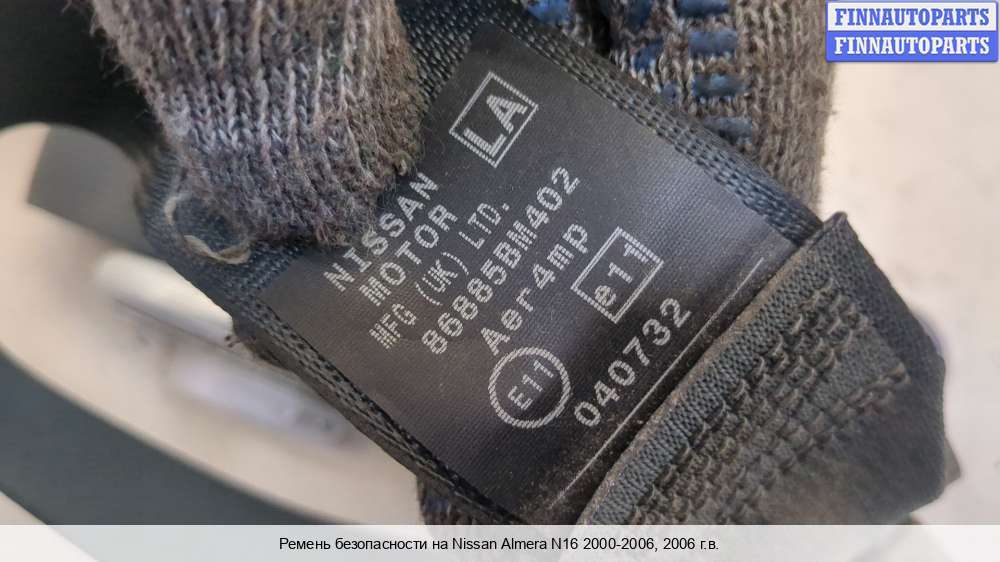 FINNAUTOPARTS
FINNAUTOPARTS
LA
NISSAN
MOTOR
MFG (UK) LTD.
86885BM402
Aer4mp
e11
E11
040732
Ремень безопасности на Nissan Almera N16 2000-2006, 2006 г.в.